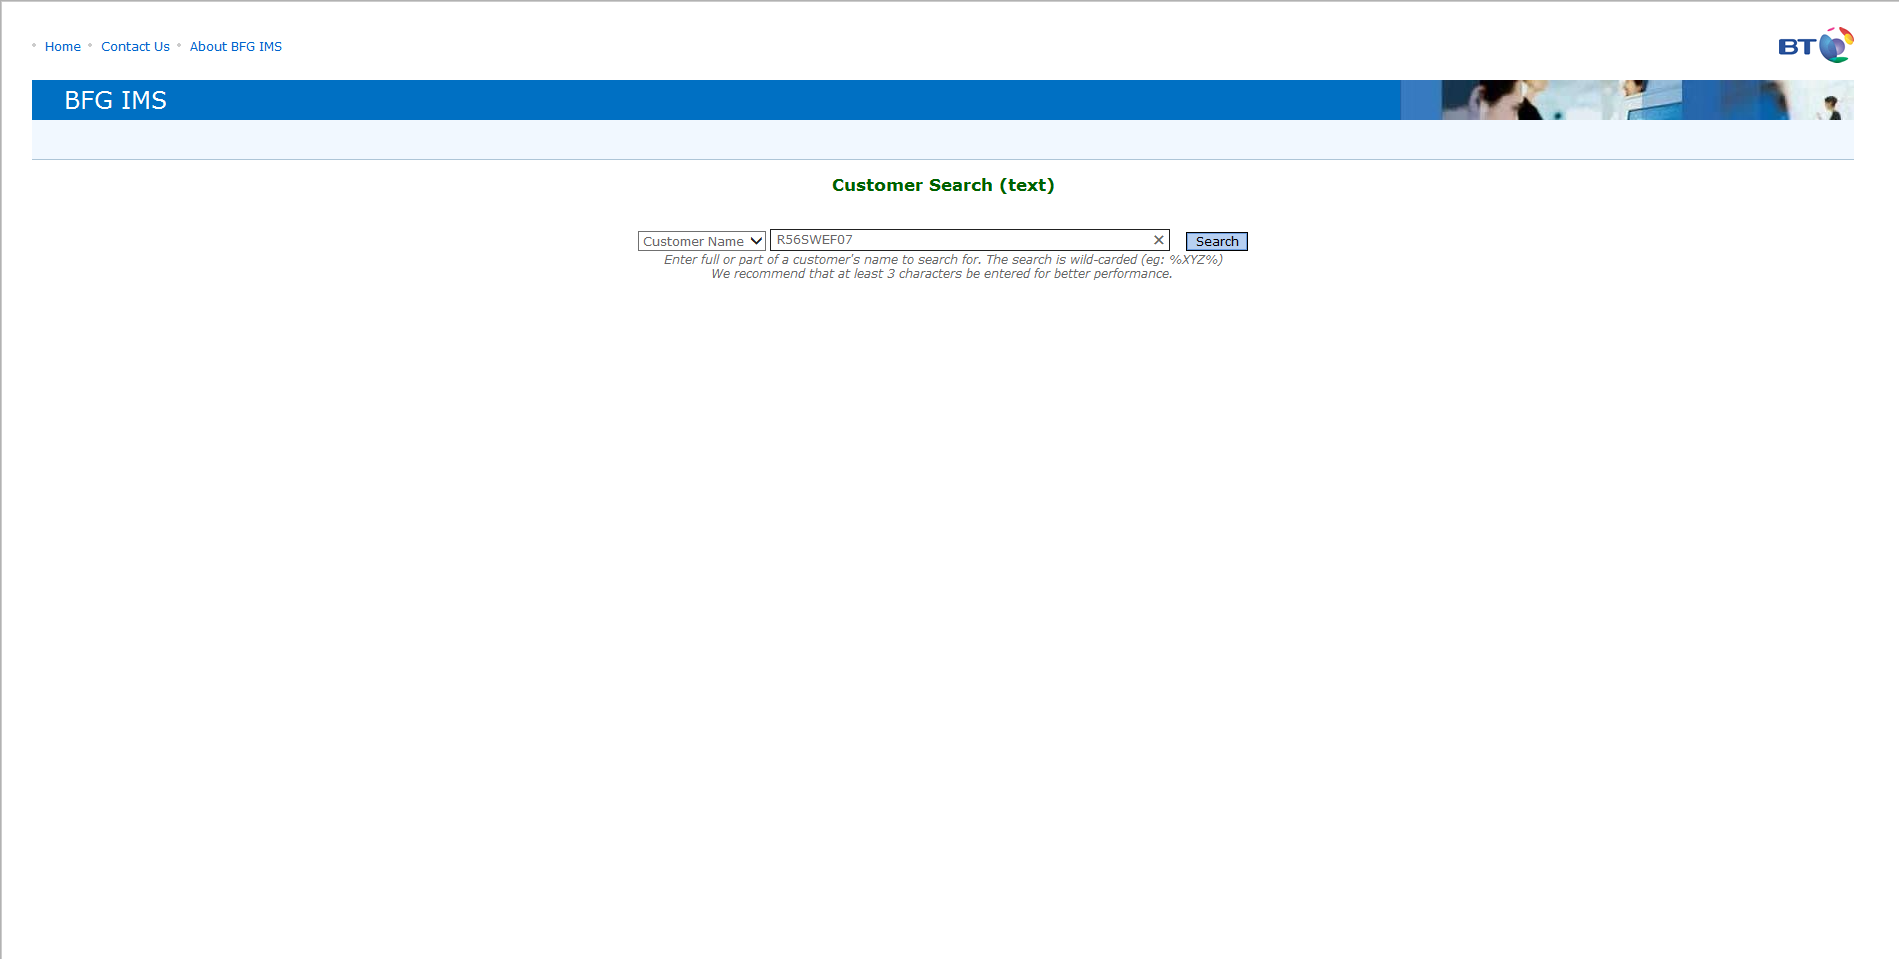 Home Contact Us About BFG IMS
BT
BFG IMS
Customer Search (text)
Customer Name R56SWEF07 Search
Enter full or part of a customer's name to search for. The search is wild-carded (eg: %XYZ%)
We recommend that at least 3 characters be entered for better performance.